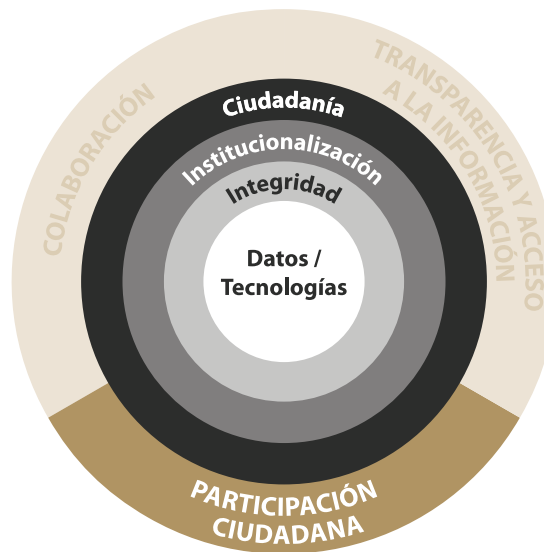 COLABORACIÓN
TRANSPARENCIA Y ACCESO
A LA INFORMACIÓN
Ciudadanía
Institucionalización
Integridad
Datos /
Tecnologías
PARTICIPACIÓN
CIUDADANA